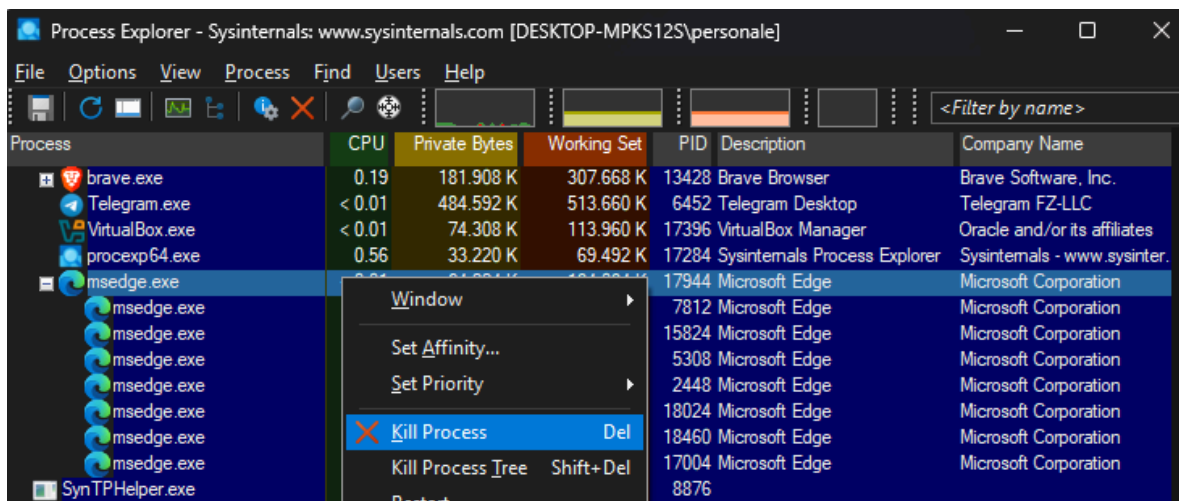 Process Explorer - Sysinternals: www.sysinternals.com [DESKTOP-MPKS12S\personale]
File Options View Process Find Users Help
<Filter by name>
Process CPU Private Bytes Working Set PID Description Company Name
brave.exe 0.19 181.908 K 307.668 K 13428 Brave Browser Brave Software, Inc.
Telegram.exe < 0.01 484.592 K 513.660 K 6452 Telegram Desktop Telegram FZ-LLC
VirtualBox.exe < 0.01 74.308 K 113.960 K 17396 VirtualBox Manager Oracle and/or its affiliates
procexp64.exe 0.56 33.220 K 69.492 K 17284 Sysinternals Process Explorer Sysinternals - www.sysinter.
msedge.exe 17944 Microsoft Edge Microsoft Corporation
Window
msedge.exe 7812 Microsoft Edge Microsoft Corporation
msedge.exe 15824 Microsoft Edge Microsoft Corporation
Set Affinity...
msedge.exe 5308 Microsoft Edge Microsoft Corporation
Set Priority
msedge.exe 2448 Microsoft Edge Microsoft Corporation
msedge.exe 18024 Microsoft Edge Microsoft Corporation
Kill Process Del
msedge.exe 18460 Microsoft Edge Microsoft Corporation
Kill Process Tree Shift+Del
msedge.exe 17004 Microsoft Edge Microsoft Corporation
SynTPHelper.exe 8876